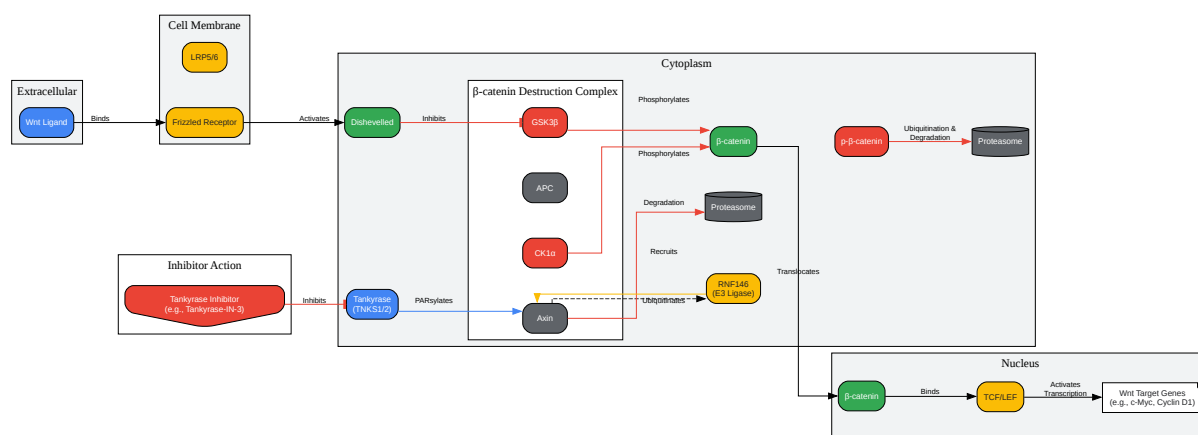 Cell Membrane
LRP5/6
Extracellular
Wnt Ligand
Binds
Frizzled Receptor
Activates
Cytoplasm
Dishevelled
Inhibits
β-catenin Destruction Complex
GSK3β
APC
CK1α
Axin
Phosphorylates
Phosphorylates
β-catenin
p-β-catenin
Ubiquitination &
Degradation
Proteasome
Degradation
Proteasome
Recruits
RNF146
(E3 Ligase)
Ubiquitinates
Translocates
Inhibitor Action
Tankyrase Inhibitor
(e.g., Tankyrase-IN-3)
Inhibits
Tankyrase
(TNKS1/2)
PARsylates
Nucleus
β-catenin
Binds
TCF/LEF
Activates
Transcription
Wnt Target Genes
(e.g., c-Myc, Cyclin D1)